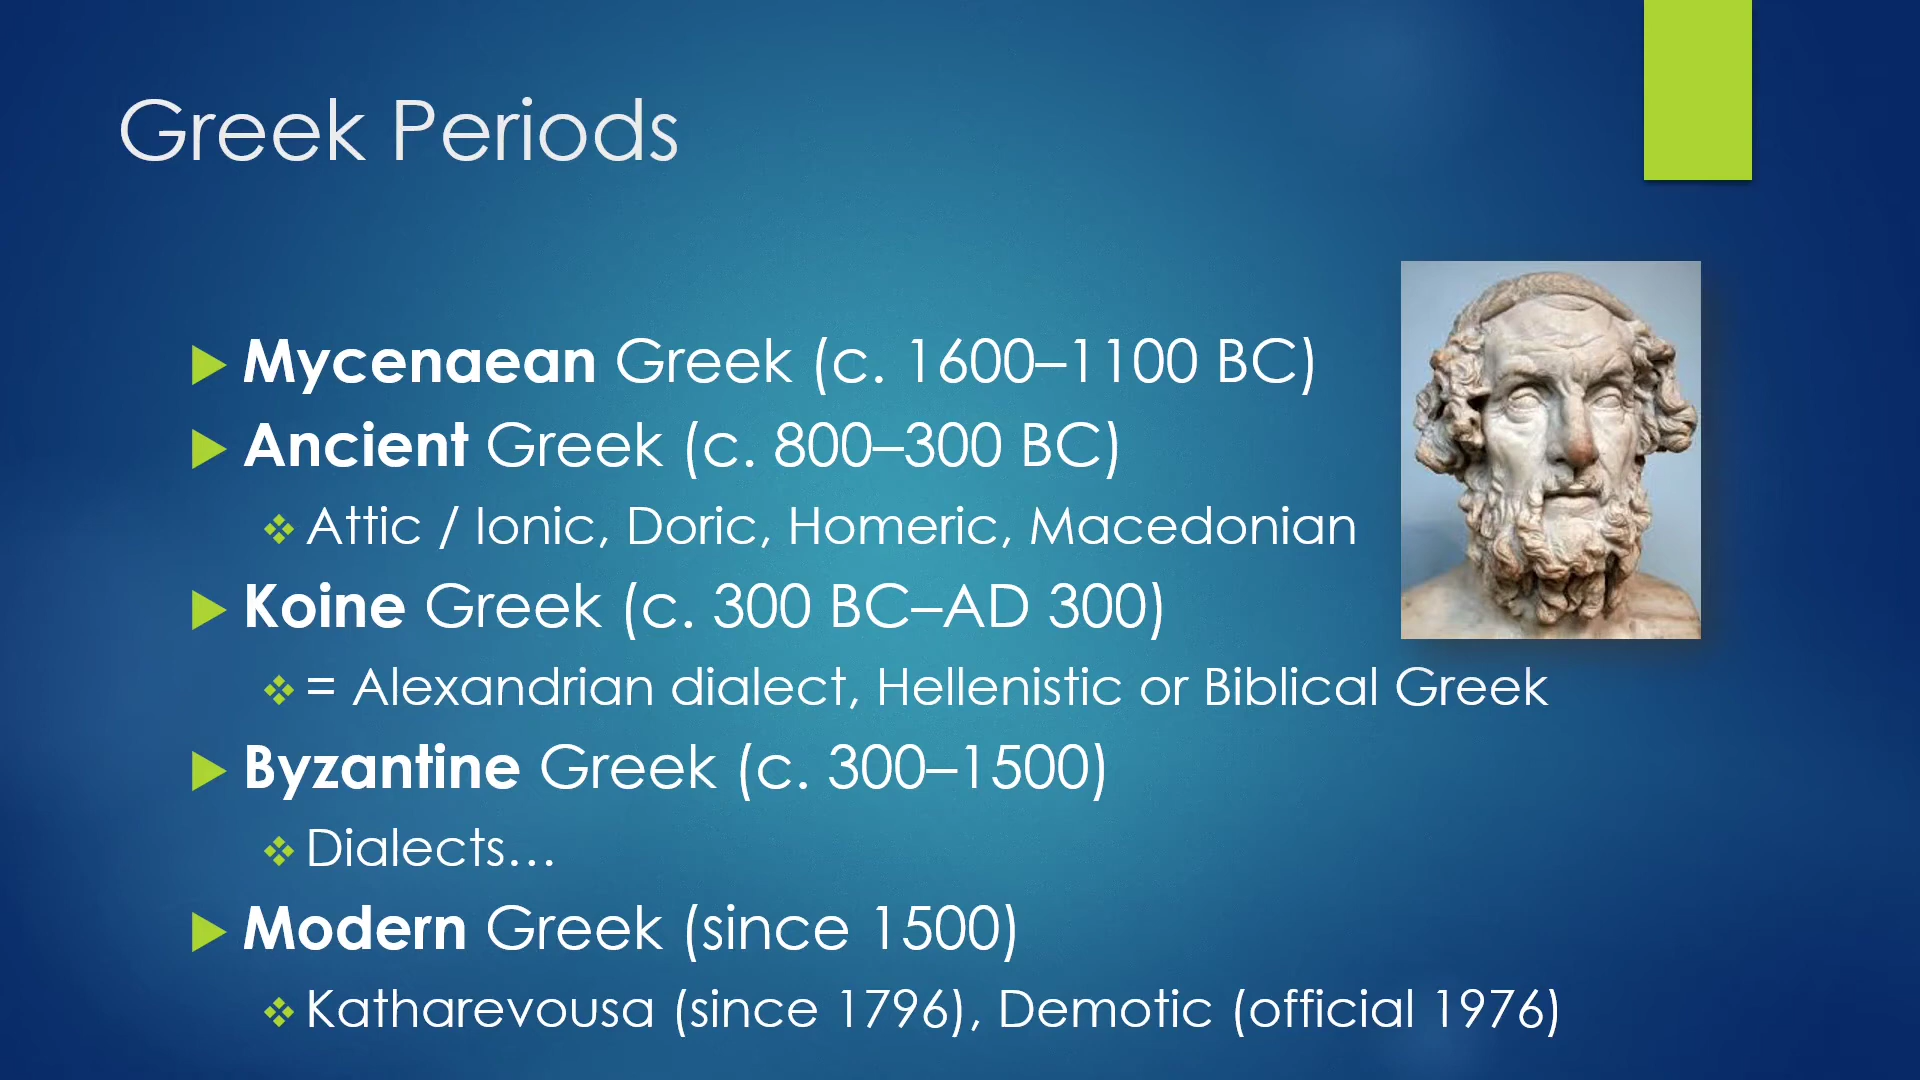 Greek Periods
Mycenaean Greek (c. 1600–1100 BC)
Ancient Greek (c. 800–300 BC)
Attic / Ionic, Doric, Homeric, Macedonian
Koine Greek (c. 300 BC–AD 300)
= Alexandrian dialect, Hellenistic or Biblical Greek
Byzantine Greek (c. 300–1500)
Dialects…
Modern Greek (since 1500)
Katharevousa (since 1796), Demotic (official 1976)